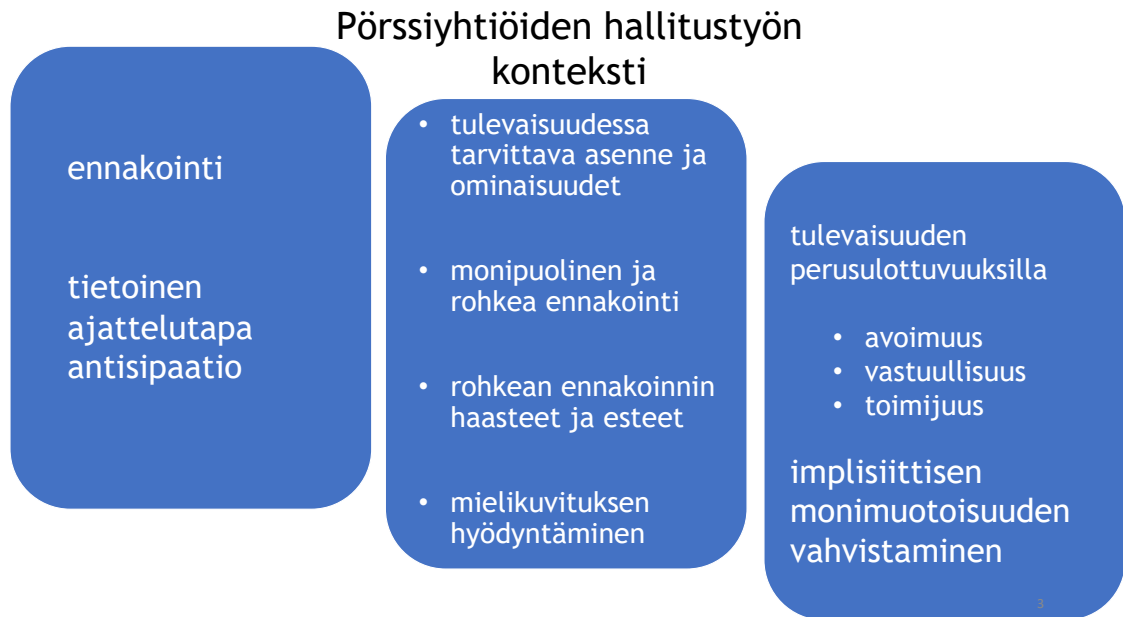 Pörssiyhtiöiden hallitustyön
konteksti
ennakointi
tietoinen
ajattelutapa
antisipaatio
• tulevaisuudessa
tarvittava asenne ja
ominaisuudet
• monipuolinen ja
rohkea ennakointi
• rohkean ennakoinnin
haasteet ja esteet
• mielikuvituksen
hyödyntäminen
tulevaisuuden
perusulottuvuuksilla
• avoimuus
• vastuullisuus
• toimijuus
implisiittisen
monimuotoisuuden
vahvistaminen
3